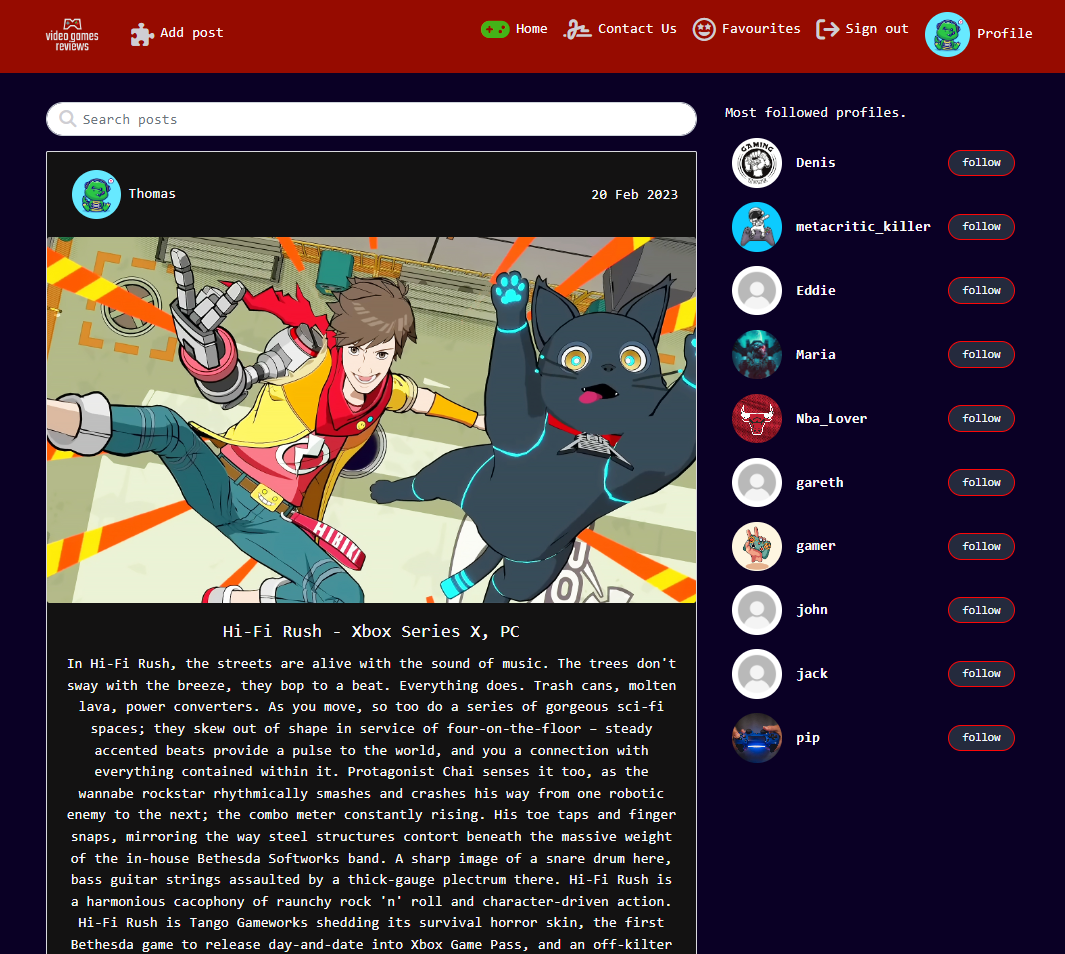 video games
reviews
Add post
Home
Contact Us
Favourites
Sign out
Profile
Search posts
Thomas
20 Feb 2023
HIBIKI
Hi-Fi Rush - Xbox Series X, PC
In Hi-Fi Rush, the streets are alive with the sound of music. The trees don't
sway with the breeze, they bop to a beat. Everything does. Trash cans, molten
lava, power converters. As you move, so too do a series of gorgeous sci-fi
spaces; they skew out of shape in service of four-on-the-floor – steady
accented beats provide a pulse to the world, and you a connection with
everything contained within it. Protagonist Chai senses it too, as the
wannabe rockstar rhythmically smashes and crashes his way from one robotic
enemy to the next; the combo meter constantly rising. His toe taps and finger
snaps, mirroring the way steel structures contort beneath the massive weight
of the in-house Bethesda Softworks band. A sharp image of a snare drum here,
bass guitar strings assaulted by a thick-gauge plectrum there. Hi-Fi Rush is
a harmonious cacophony of raunchy rock 'n' roll and character-driven action.
Hi-Fi Rush is Tango Gameworks shedding its survival horror skin, the first
Bethesda game to release day-and-date into Xbox Game Pass, and an off-kilter
Most followed profiles.
GAMING
Denis
follow
metacritic_killer
follow
Eddie
follow
Maria
follow
Nba_Lover
follow
gareth
follow
gamer
follow
john
follow
jack
follow
pip
follow